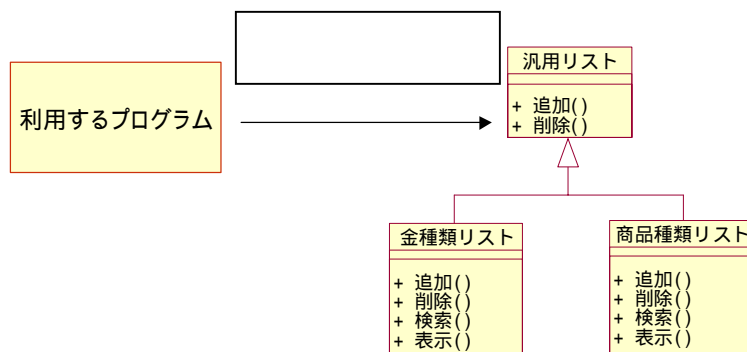 利用するプログラム
汎用リスト
+ 追加()
+ 削除()
金種類リスト
+ 追加()
+ 削除()
+ 検索()
+ 表示()
商品種類リスト
+ 追加()
+ 削除()
+ 検索()
+ 表示()